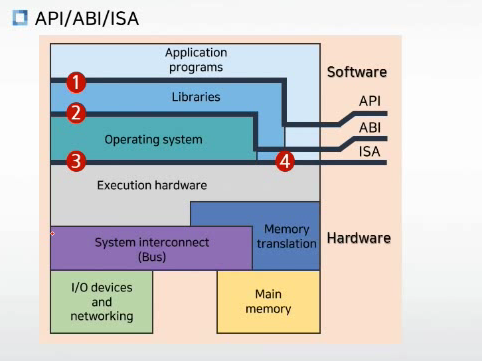 API/ABI/ISA
Application
programs
Software
1
Libraries
API
2
ABI
Operating system
ISA
3
4
Execution hardware
Memory
translation
Hardware
System interconnect
(Bus)
I/O devices
and
networking
Main
memory